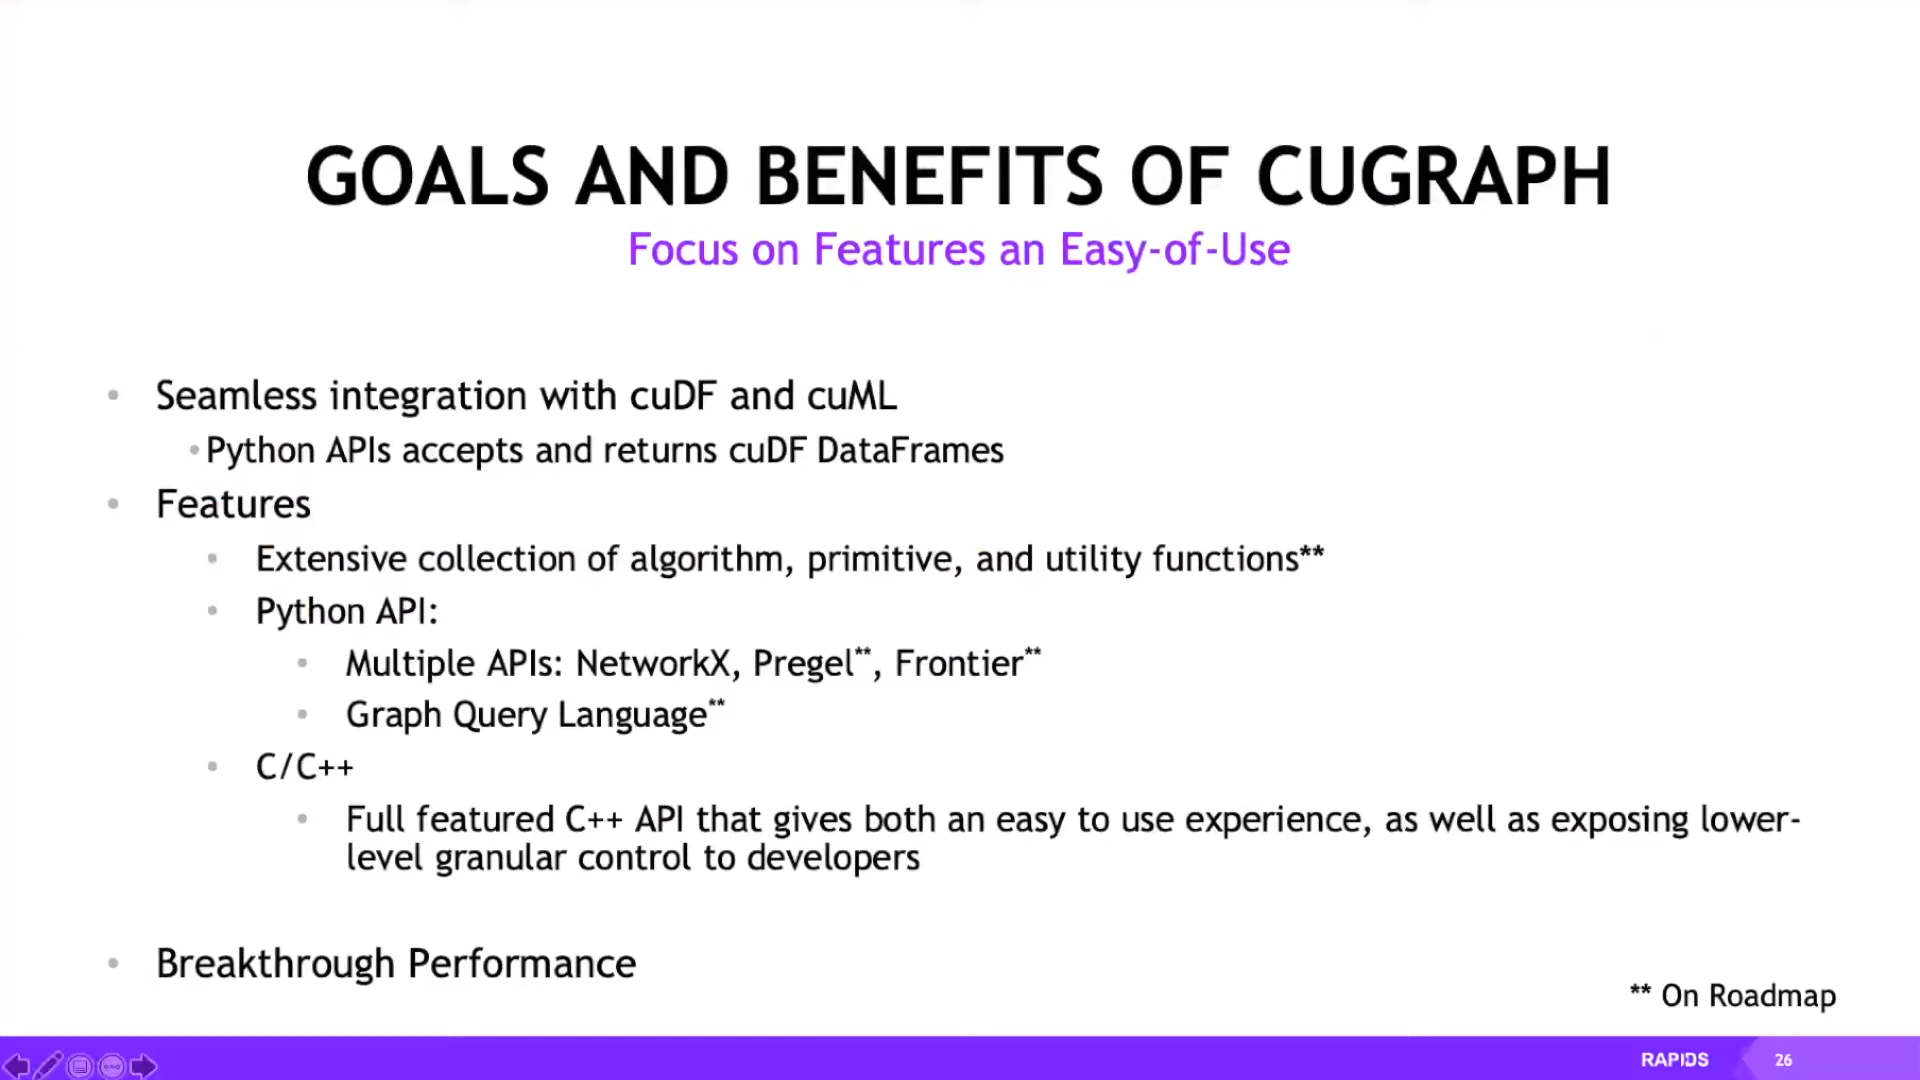 GOALS AND BENEFITS OF CUGRAPH
Focus on Features an Easy-of-Use
• Seamless integration with cuDF and cuML
• Python APIs accepts and returns cuDF DataFrames
• Features
• Extensive collection of algorithm, primitive, and utility functions**
• Python API:
• Multiple APIs: NetworkX, Pregel**, Frontier**
• Graph Query Language**
• C/C++
• Full featured C++ API that gives both an easy to use experience, as well as exposing lower-
level granular control to developers
• Breakthrough Performance
** On Roadmap
RAPIDS 26